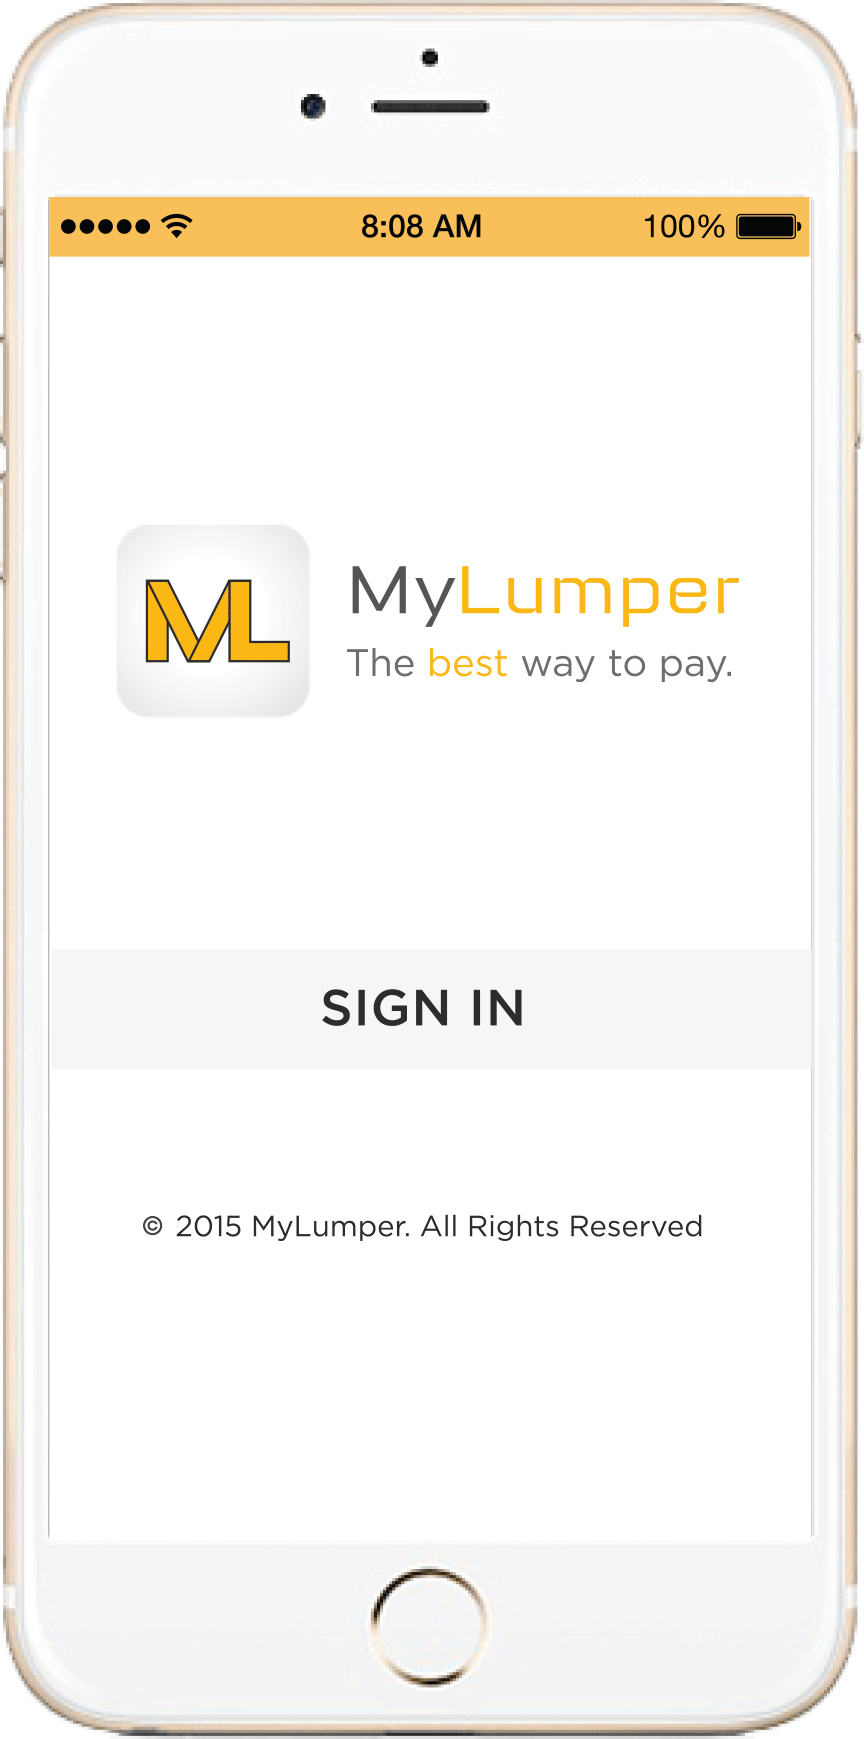 8:08 AM 100%
ML
MyLumper
The best way to pay.
SIGN IN
© 2015 MyLumper. All Rights Reserved